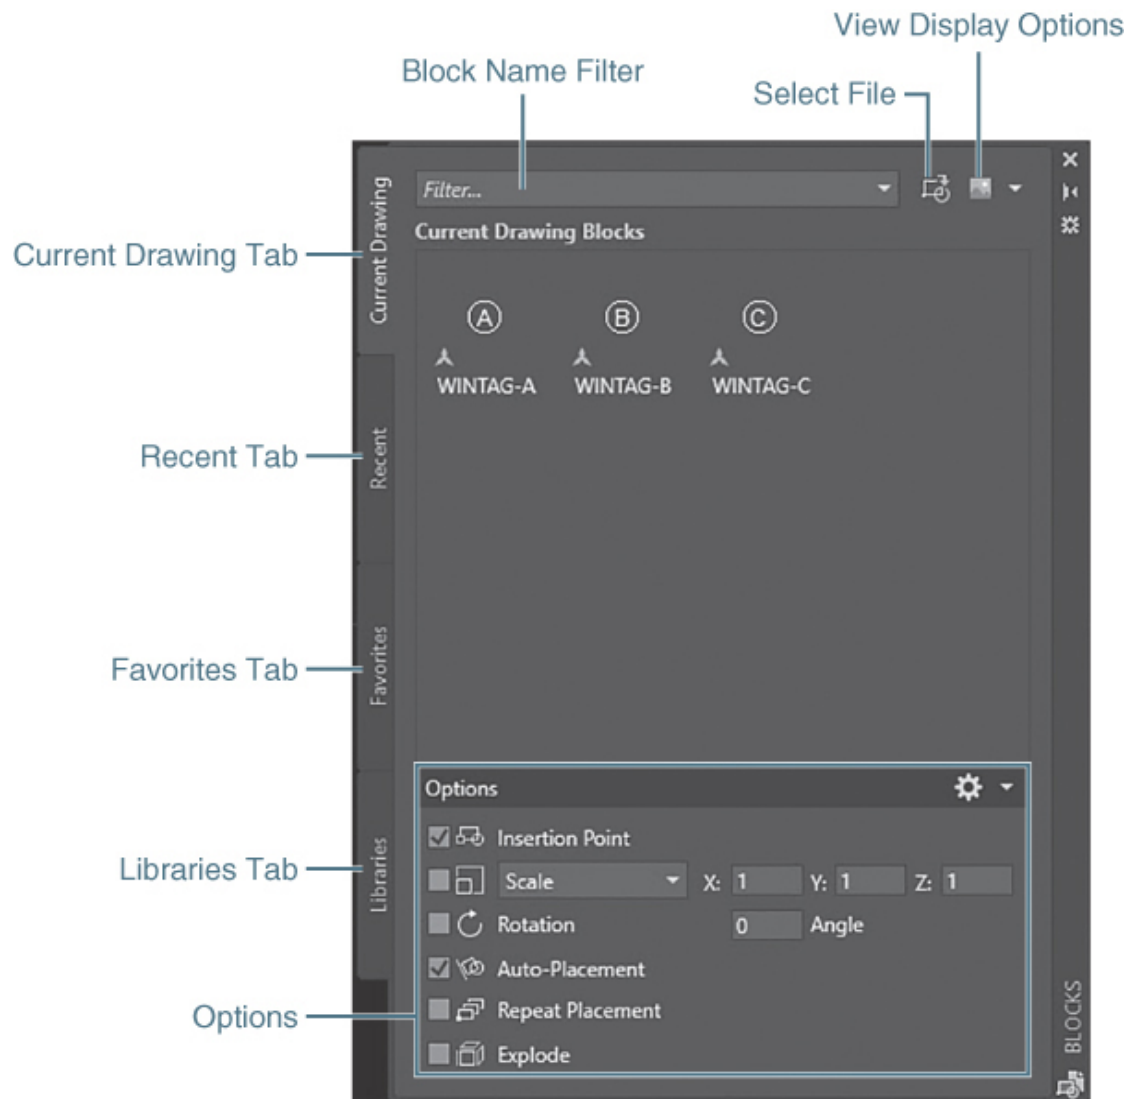 View Display Options
Block Name Filter
Select File
Filter...
Current Drawing Blocks
Current Drawing Tab
Current Drawing
A B C
WINTAG-A WINTAG-B WINTAG-C
Recent Tab
Recent
Favorites Tab
Favorites
Libraries Tab
Libraries
Options
Options
Insertion Point
Scale X: 1 Y: 1 Z: 1
Rotation 0 Angle
Auto-Placement
Repeat Placement
Explode
BLOCKS